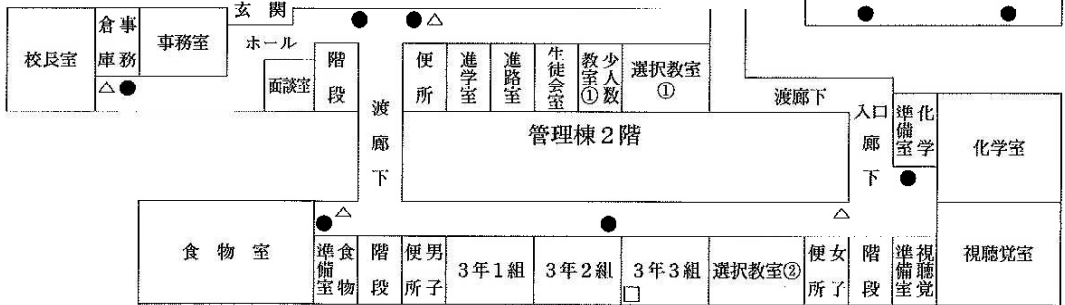 玄関
校長室
事務倉庫
事務室
ホール
面談室
階段
渡廊下
便所
進学室
進路室
生徒会室
少人数教室①
選択教室①
管理棟2階
渡廊下
入口
廊下
化学準備室
化学室
食物室
食物準備室
階段
男子便所
3年1組
3年2組
3年3組
選択教室②
女子便所
階段
視聴覚準備室
視聴覚室